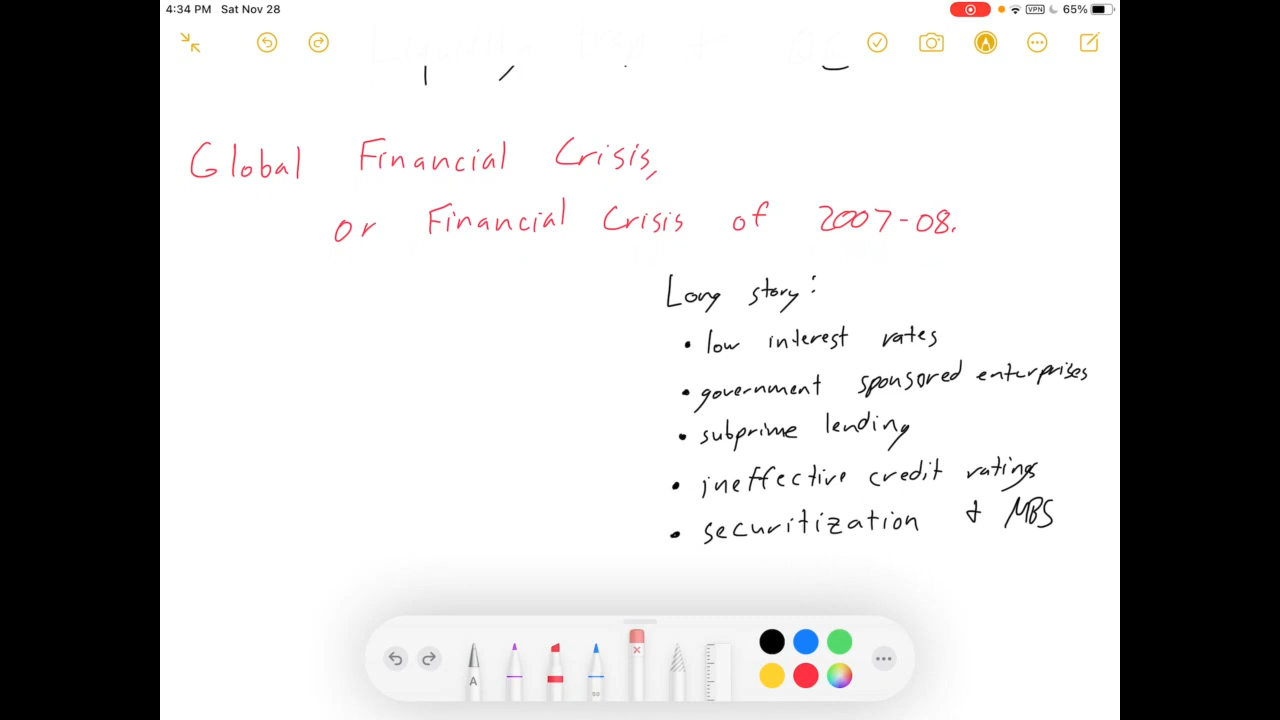 4:34 PM Sat Nov 28
VPN
65%
Global Financial Crisis,
or Financial Crisis of 2007-08.
Long story:
• low interest rates
• government sponsored enterprises
• subprime lending
• ineffective credit ratings
• securitization & MBS
A